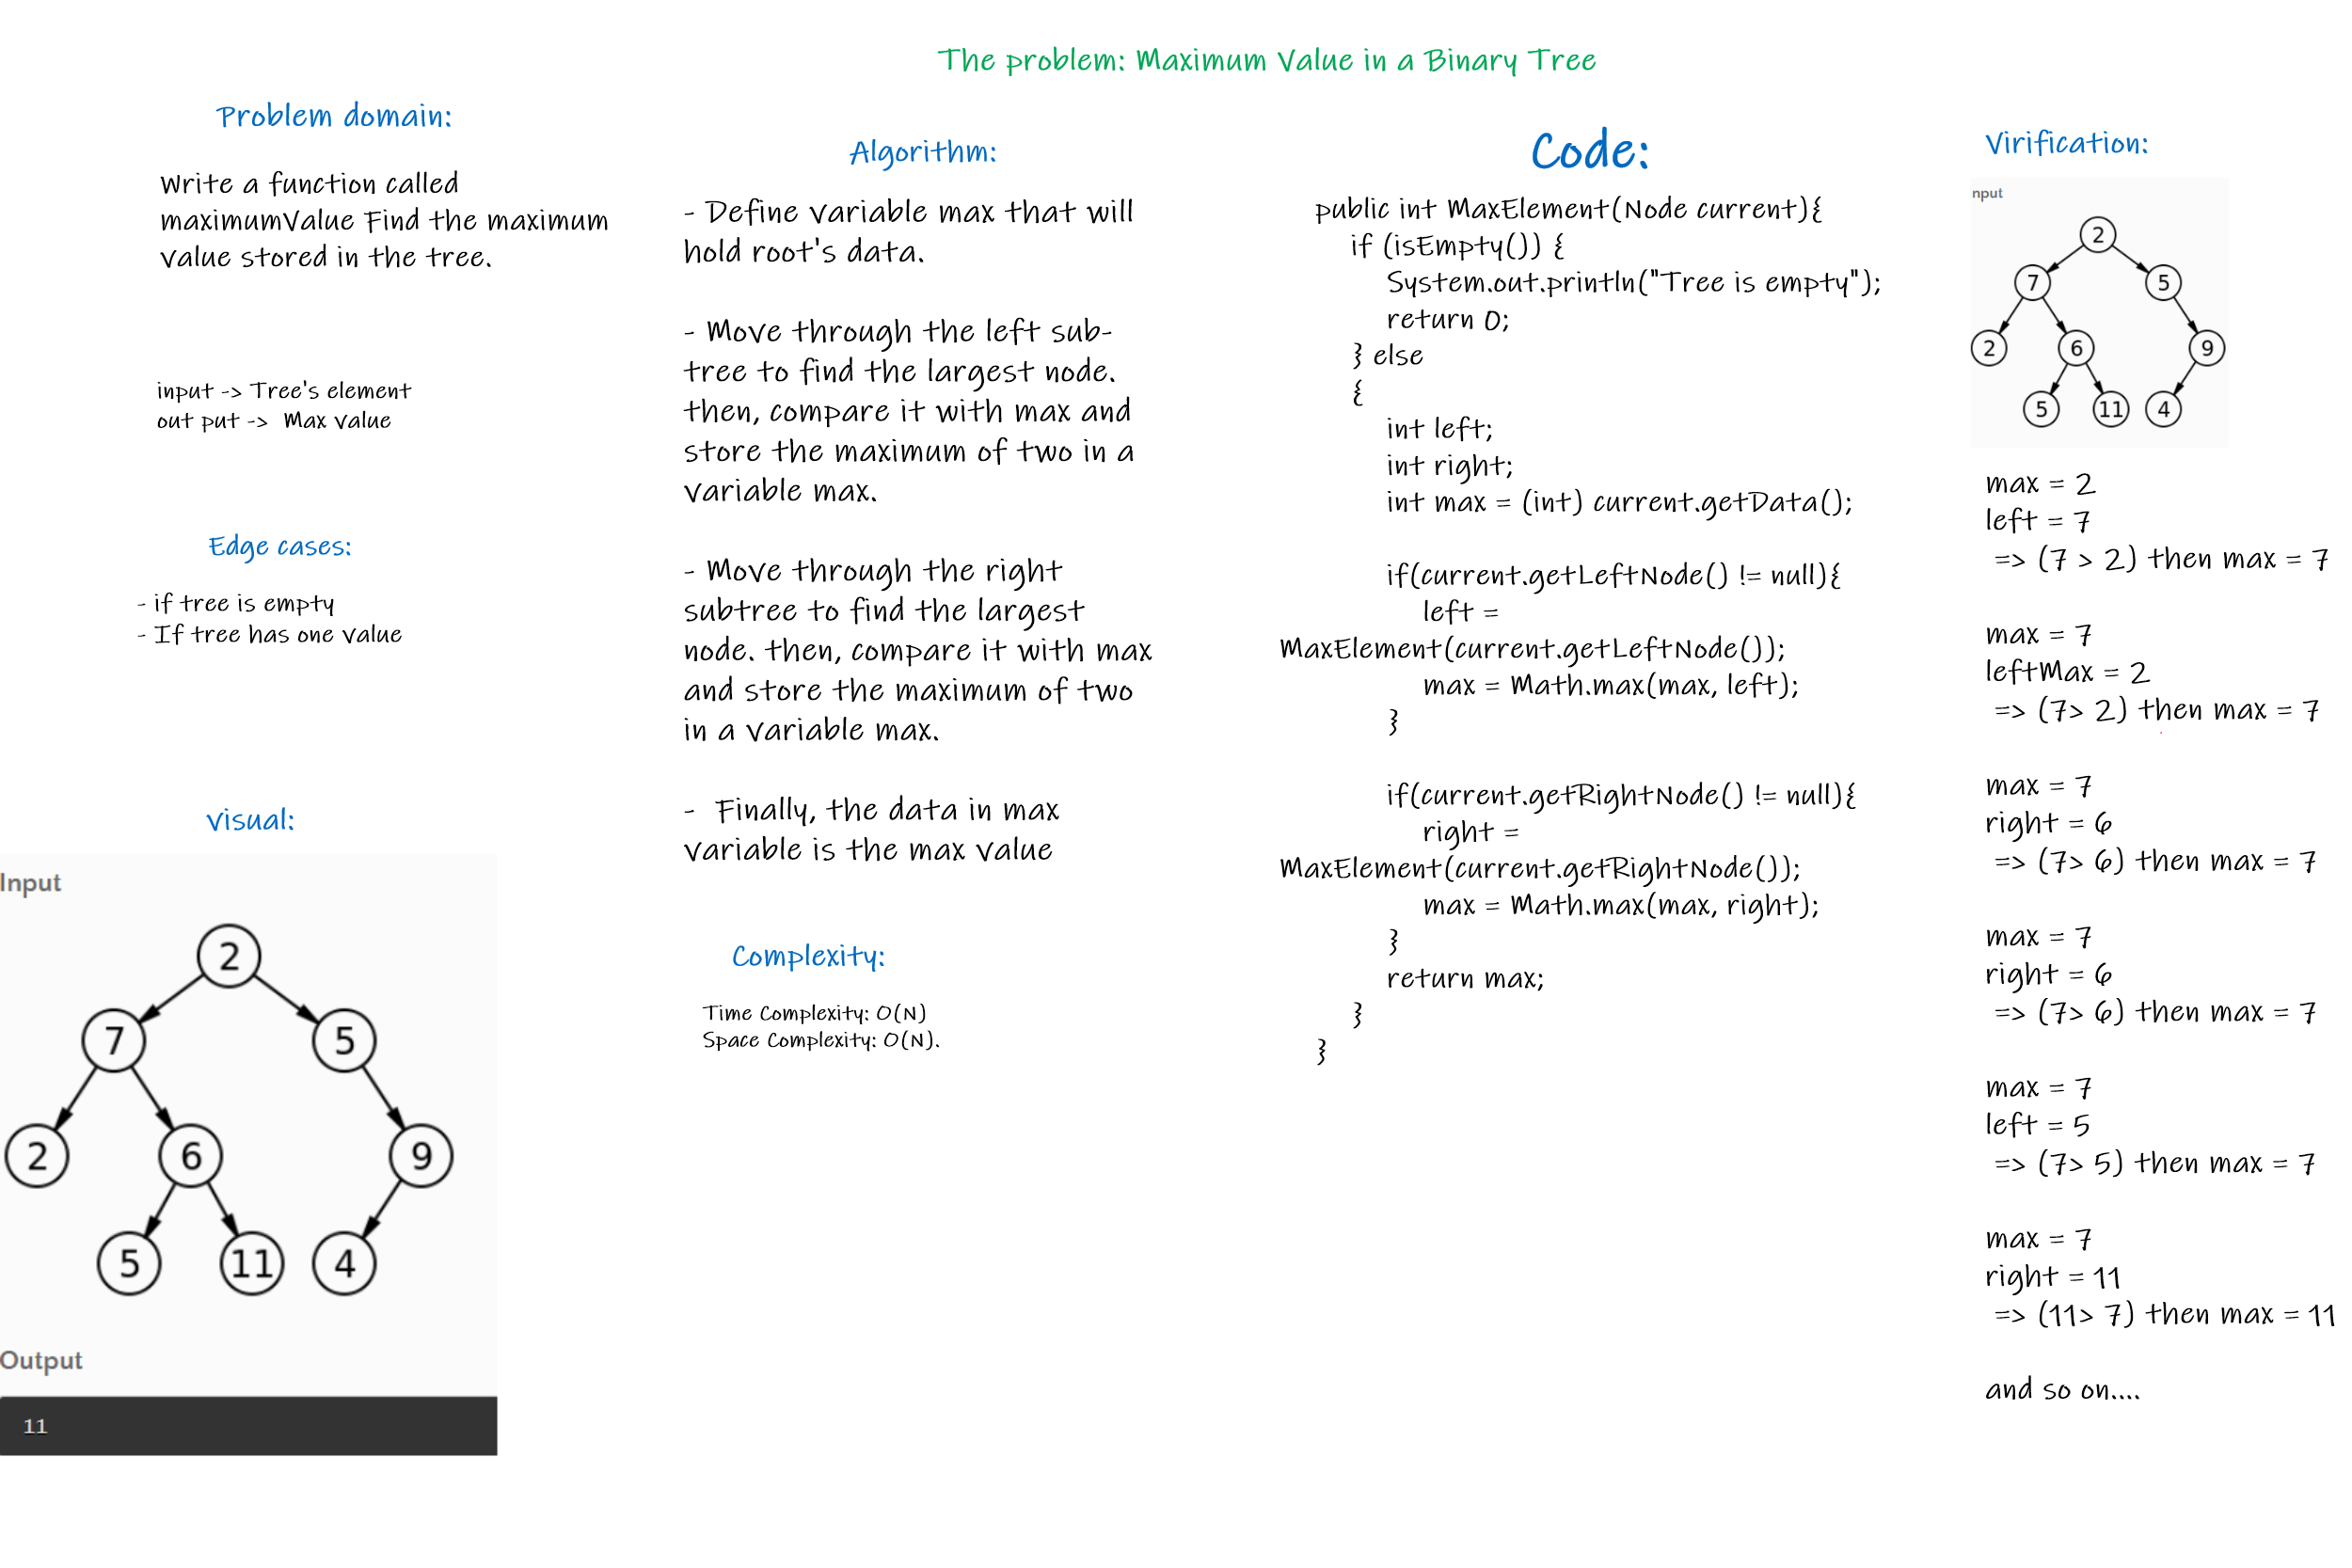 The problem: Maximum Value in a Binary Tree
Problem domain:
Write a function called
maximumValue Find the maximum
value stored in the tree.
input -> Tree's element
out put -> Max value
Edge cases:
- if tree is empty
- If tree has one value
visual:
Input
2
7
5
2
6
9
5
11
4
Output
11
Algorithm:
- Define variable max that will
hold root's data.
- Move through the left sub-
tree to find the largest node.
then, compare it with max and
store the maximum of two in a
variable max.
- Move through the right
subtree to find the largest
node. then, compare it with max
and store the maximum of two
in a variable max.
- Finally, the data in max
variable is the max value
Complexity:
Time Complexity: O(N)
Space Complexity: O(N).
Code:
public int MaxElement(Node current){
if (isEmpty()) {
System.out.println("Tree is empty");
return 0;
} else
{
int left;
int right;
int max = (int) current.getData();
if(current.getLeftNode() != null){
left =
MaxElement(current.getLeftNode());
max = Math.max(max, left);
}
if(current.getRightNode() != null){
right =
MaxElement(current.getRightNode());
max = Math.max(max, right);
}
return max;
}
}
Virification:
nput
2
7
5
2
6
9
5
11
4
max = 2
left = 7
=> (7 > 2) then max = 7
max = 7
leftMax = 2
=> (7> 2) then max = 7
max = 7
right = 6
=> (7> 6) then max = 7
max = 7
right = 6
=> (7> 6) then max = 7
max = 7
left = 5
=> (7> 5) then max = 7
max = 7
right = 11
=> (11> 7) then max = 11
and so on....